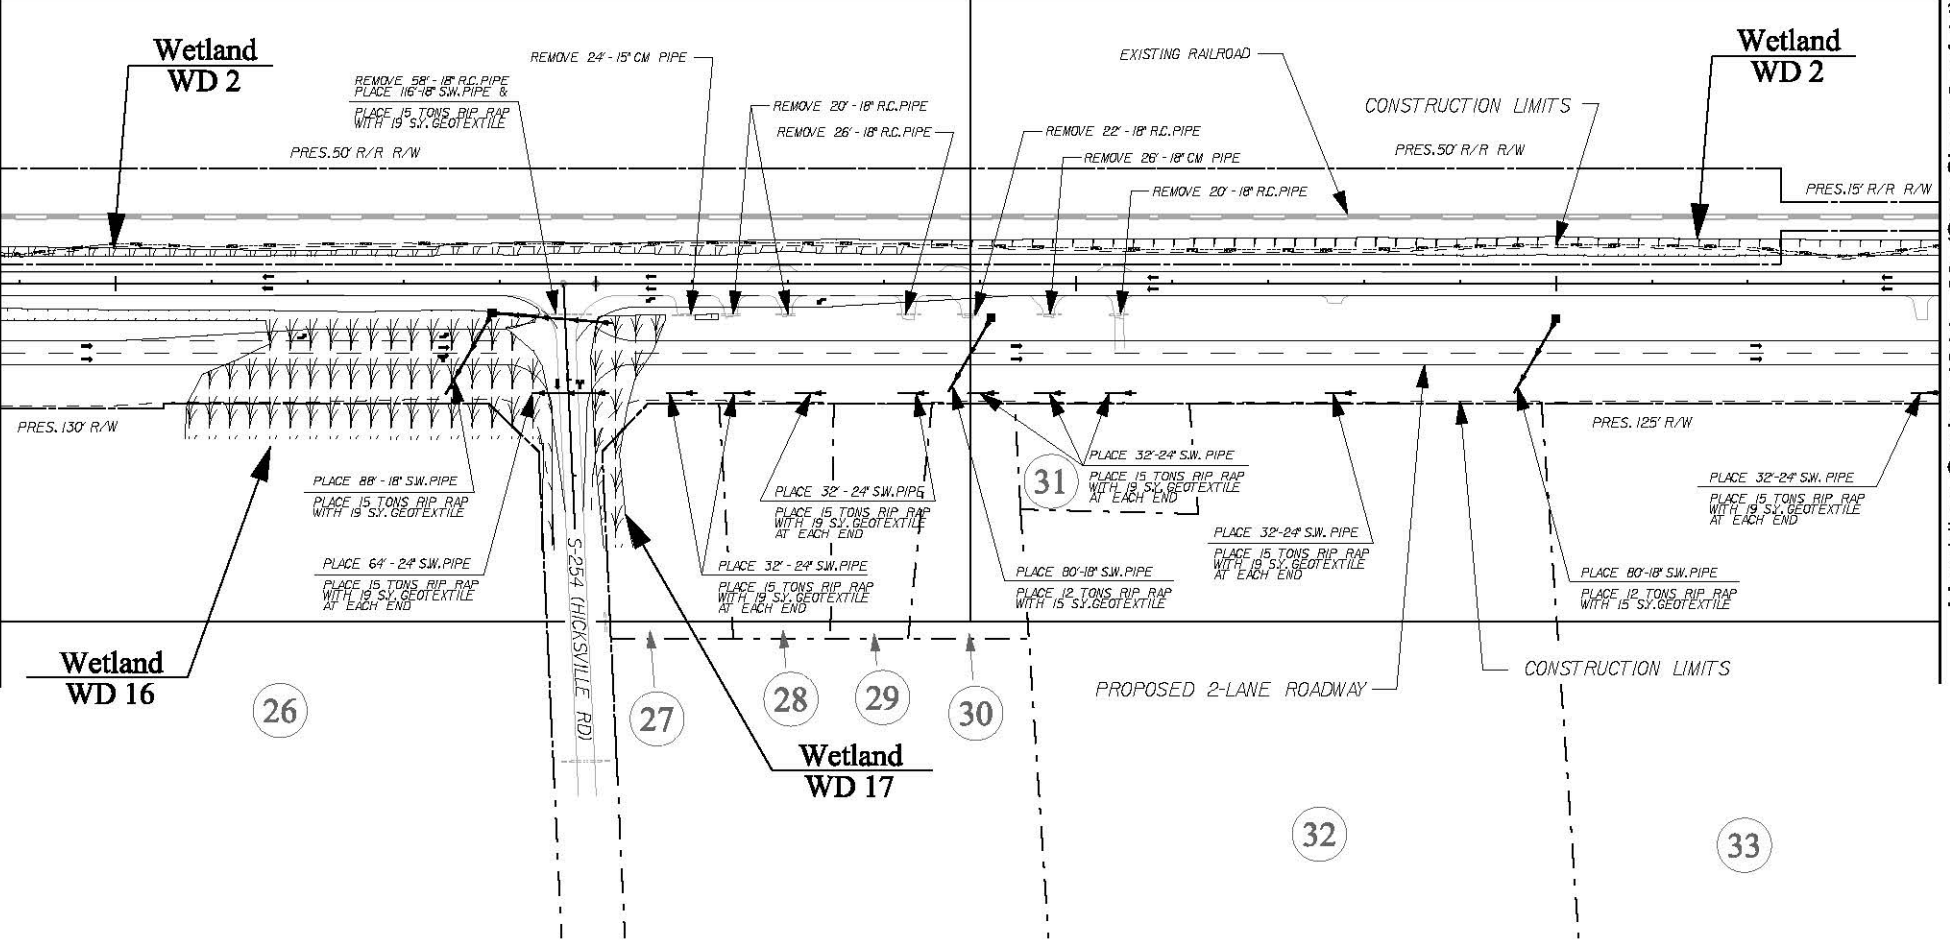 Wetland
WD 2
REMOVE 58'-18" R.C.PIPE
PLACE 116'-18" S.W.PIPE &
PLACE 15 TONS RIP RAP
WITH 19 S.Y.GEOTEXTILE
REMOVE 24'-15" CM PIPE
REMOVE 20'-18" R.C.PIPE
REMOVE 26'-18" R.C.PIPE
REMOVE 22'-18" R.C.PIPE
REMOVE 26'-18" CM PIPE
REMOVE 20'-18" R.C.PIPE
EXISTING RAILROAD
CONSTRUCTION LIMITS
Wetland
WD 2
PRES.50' R/R R/W
PRES.50' R/R R/W
PRES.15' R/R R/W
PRES.130' R/W
PRES.125' R/W
PLACE 88'-18" S.W.PIPE
PLACE 15 TONS RIP RAP
WITH 19 S.Y.GEOTEXTILE
PLACE 64'-24" S.W.PIPE
PLACE 15 TONS RIP RAP
WITH 19 S.Y.GEOTEXTILE
AT EACH END
S-254 (HICKSVILLE RD)
PLACE 32'-24" S.W.PIPE
PLACE 15 TONS RIP RAP
WITH 19 S.Y.GEOTEXTILE
AT EACH END
PLACE 32'-24" S.W.PIPE
PLACE 15 TONS RIP RAP
WITH 19 S.Y.GEOTEXTILE
AT EACH END
31
PLACE 32'-24" S.W.PIPE
PLACE 15 TONS RIP RAP
WITH 19 S.Y.GEOTEXTILE
AT EACH END
PLACE 80'-18" S.W.PIPE
PLACE 12 TONS RIP RAP
WITH 15 S.Y.GEOTEXTILE
PLACE 32'-24" S.W.PIPE
PLACE 15 TONS RIP RAP
WITH 19 S.Y.GEOTEXTILE
AT EACH END
PLACE 80'-18" S.W.PIPE
PLACE 12 TONS RIP RAP
WITH 15 S.Y.GEOTEXTILE
PLACE 32'-24" S.W.PIPE
PLACE 15 TONS RIP RAP
WITH 19 S.Y.GEOTEXTILE
AT EACH END
Wetland
WD 16
26
27
28
29
30
Wetland
WD 17
PROPOSED 2-LANE ROADWAY
CONSTRUCTION LIMITS
32
33